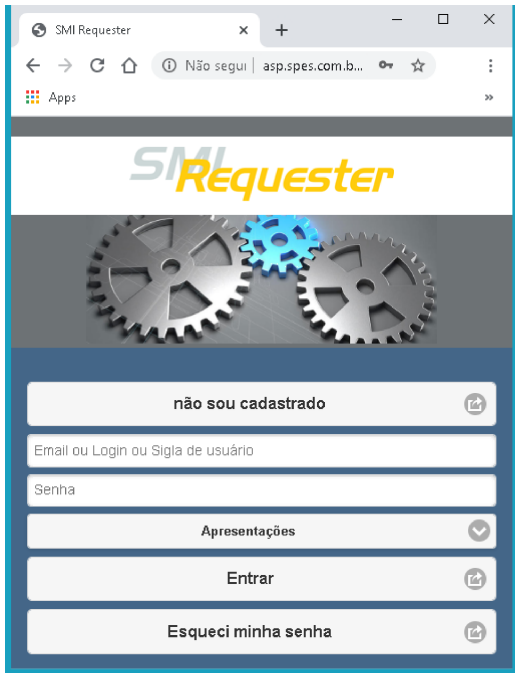 SMI Requester
Não segui asp.spes.com.b...
Apps
SMI
Requester
não sou cadastrado
Email ou Login ou Sigla de usuário
Senha
Apresentações
Entrar
Esqueci minha senha